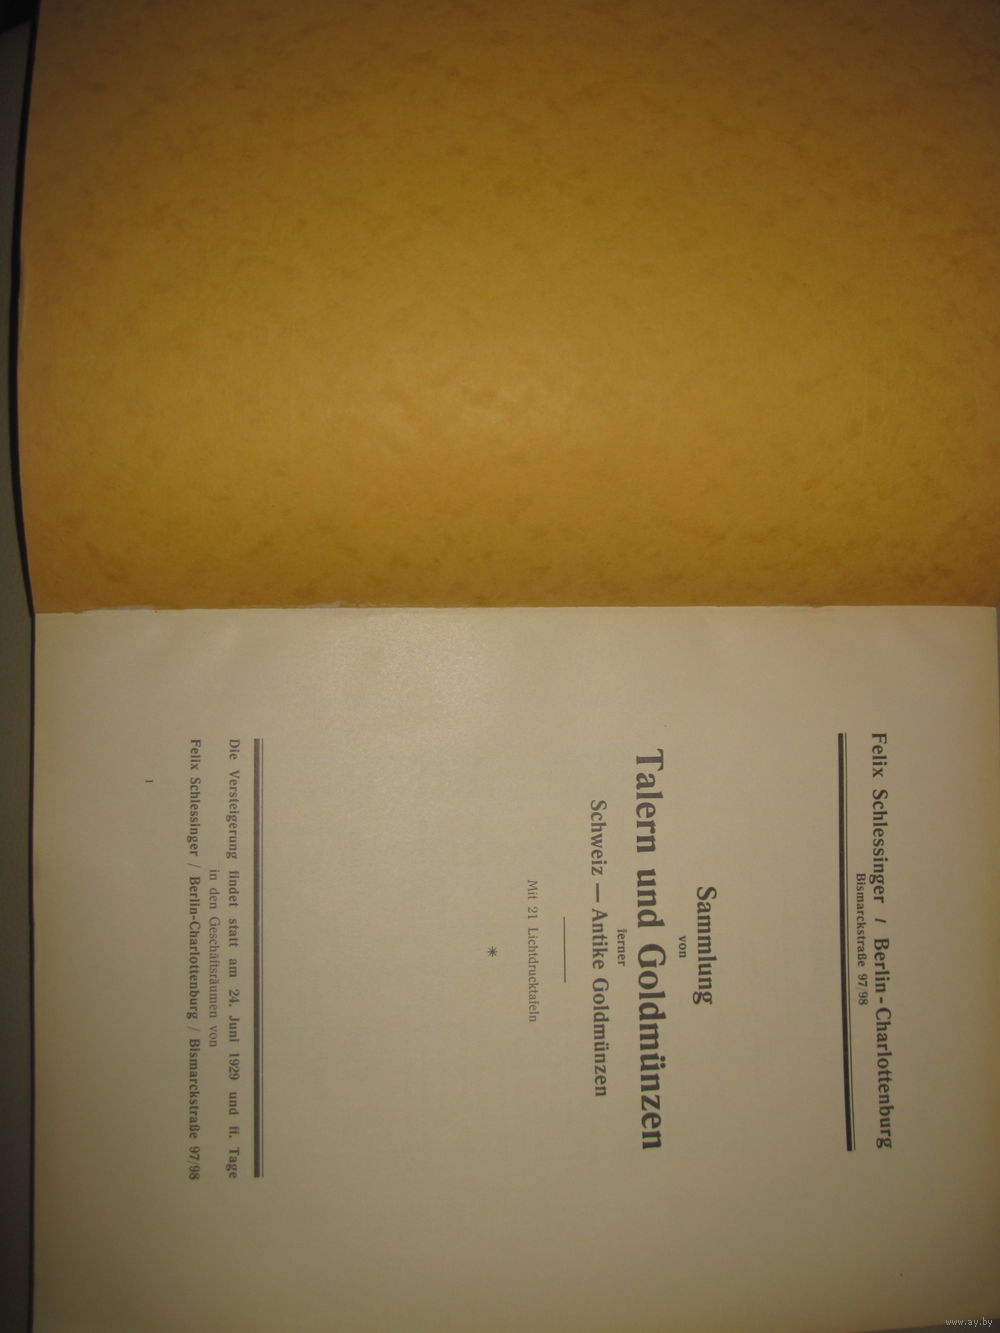 Felix Schlessinger / Berlin-Charlottenburg
Bismarckstraße 97/98
Sammlung
von
Talern und Goldmünzen
ferner
Schweiz — Antike Goldmünzen
Mit 21 Lichtdrucktafeln
*
Die Versteigerung findet statt am 24. Juni 1929 und ff. Tage
in den Geschäftsräumen von
Felix Schlessinger / Berlin-Charlottenburg / Bismarckstraße 97/98
1
www.ay.by